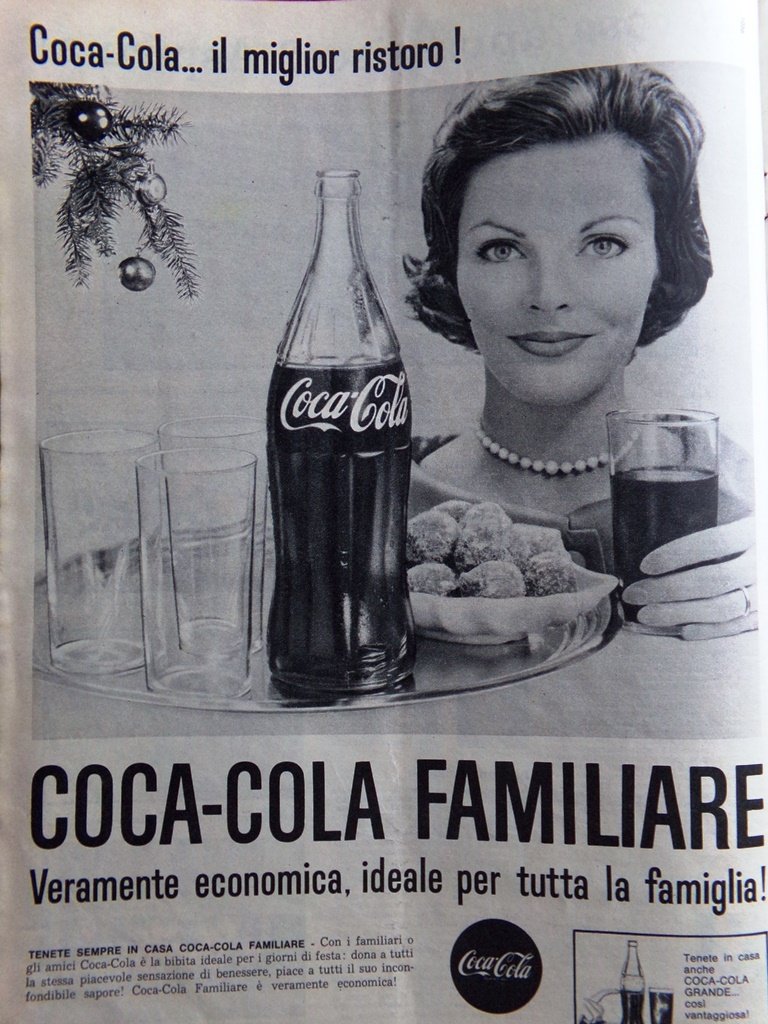 Coca-Cola... il miglior ristoro !
Coca-Cola
COCA-COLA FAMILIARE
Veramente economica, ideale per tutta la famiglia!
TENETE SEMPRE IN CASA COCA-COLA FAMILIARE - Con i familiari o
gli amici Coca-Cola è la bibita ideale per i giorni di festa: dona a tutti
la stessa piacevole sensazione di benessere, piace a tutti il suo incon-
fondibile sapore! Coca-Cola Familiare è veramente economica!
Coca-Cola
Tenete in casa
anche
COCA-COLA
GRANDE...
così
vantaggiosa!